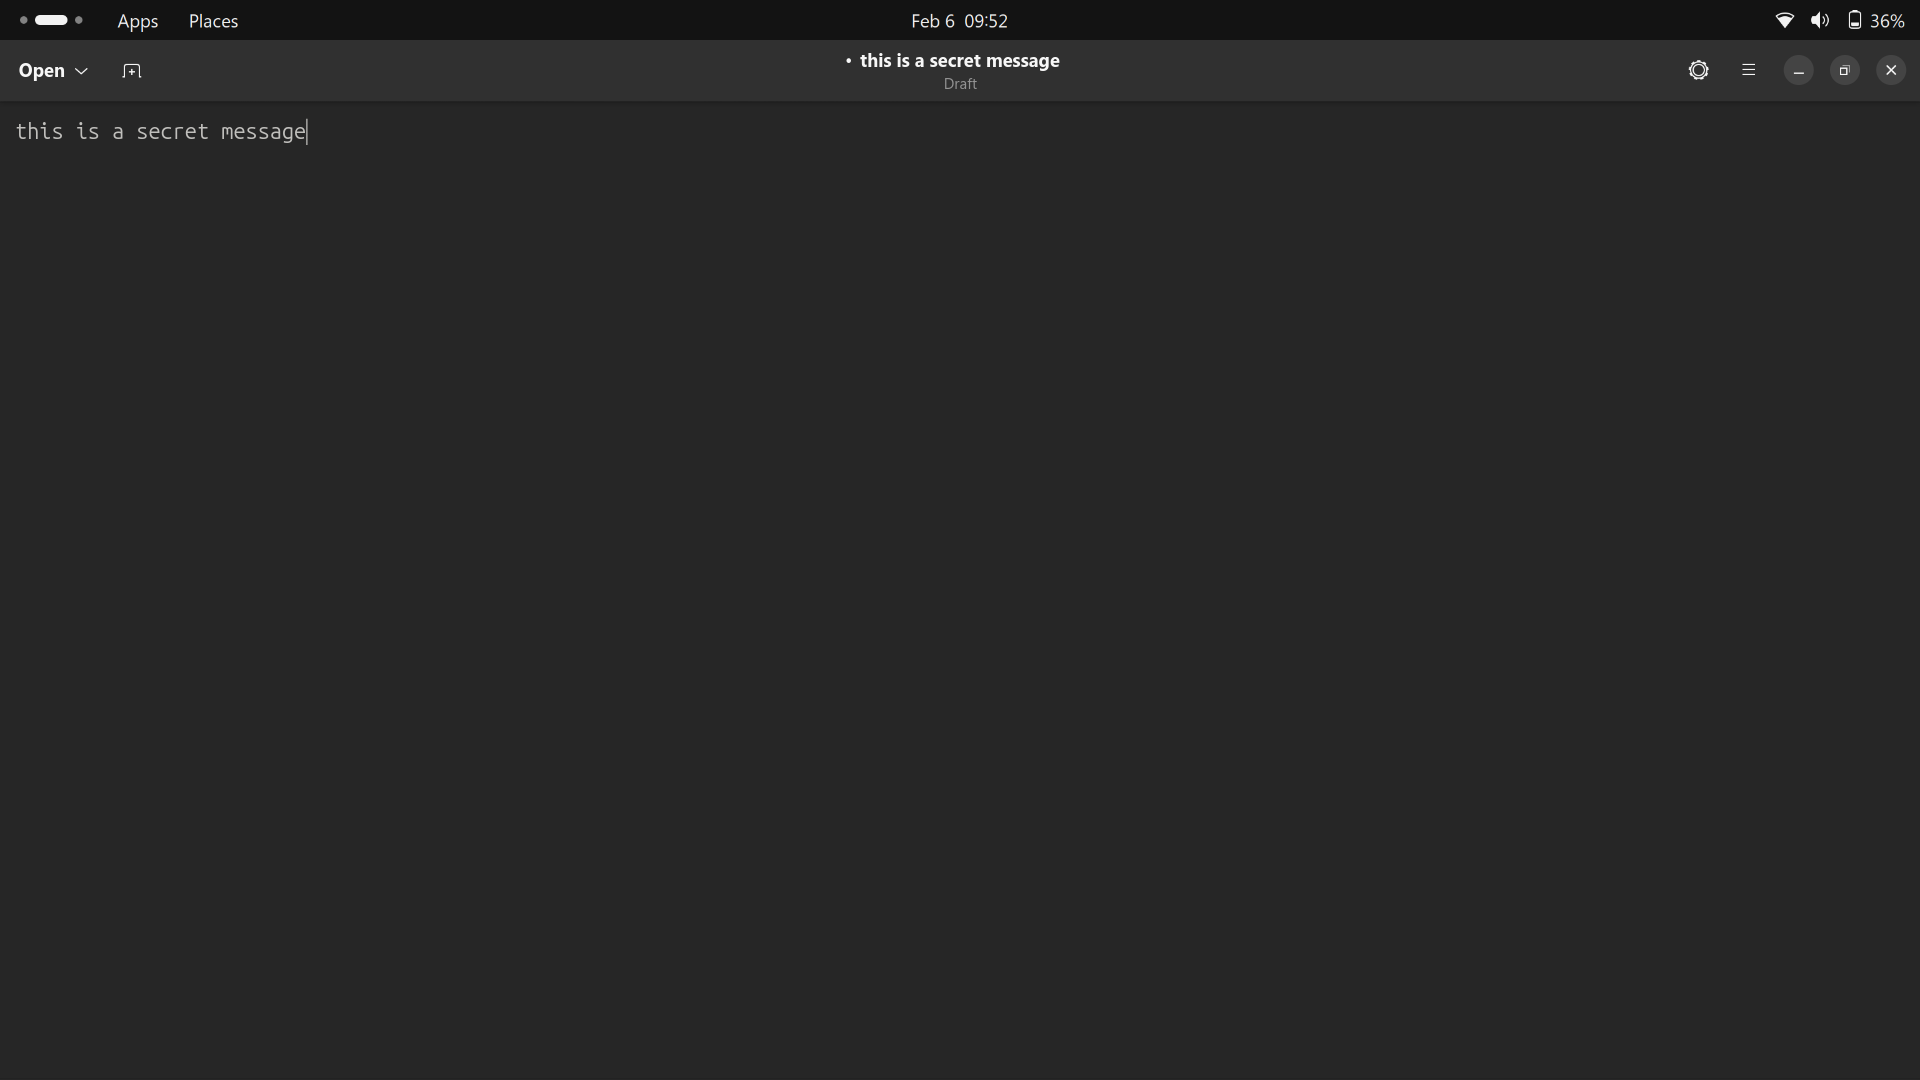 Apps Places Feb 6 09:52 36%
Open • this is a secret message
Draft
this is a secret message